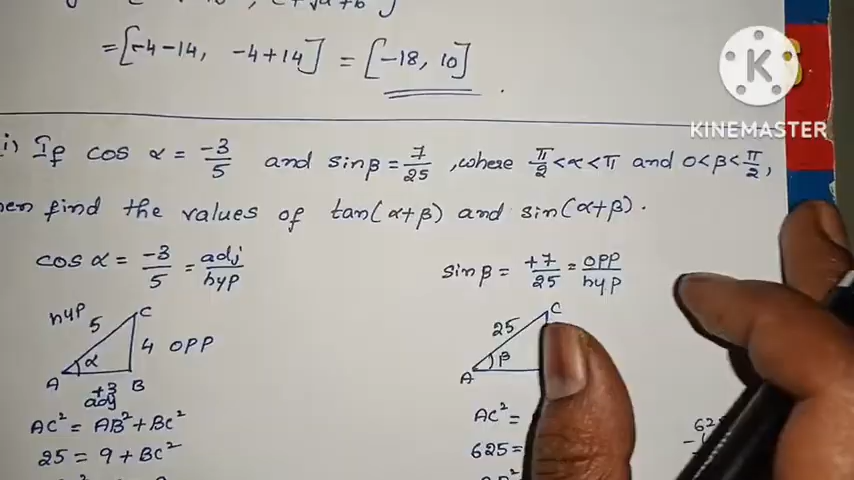 = [-4-14, -4+14] = [-18, 10]
K
KINEMASTER
i) If cos α = -3/5 and sinβ = 7/25, where π/2 < α < π and 0 < β < π/2,
find the values of tan(α+β) and sin(α+β).
cos α = -3/5 = adj/hyp
sinβ = +7/25 = opp/hyp
hyp 5 C
α 4 opp
A +3 B
adj
25 C
β
A
AC² = AB² + BC²
25 = 9 + BC²
AC² =
625 =